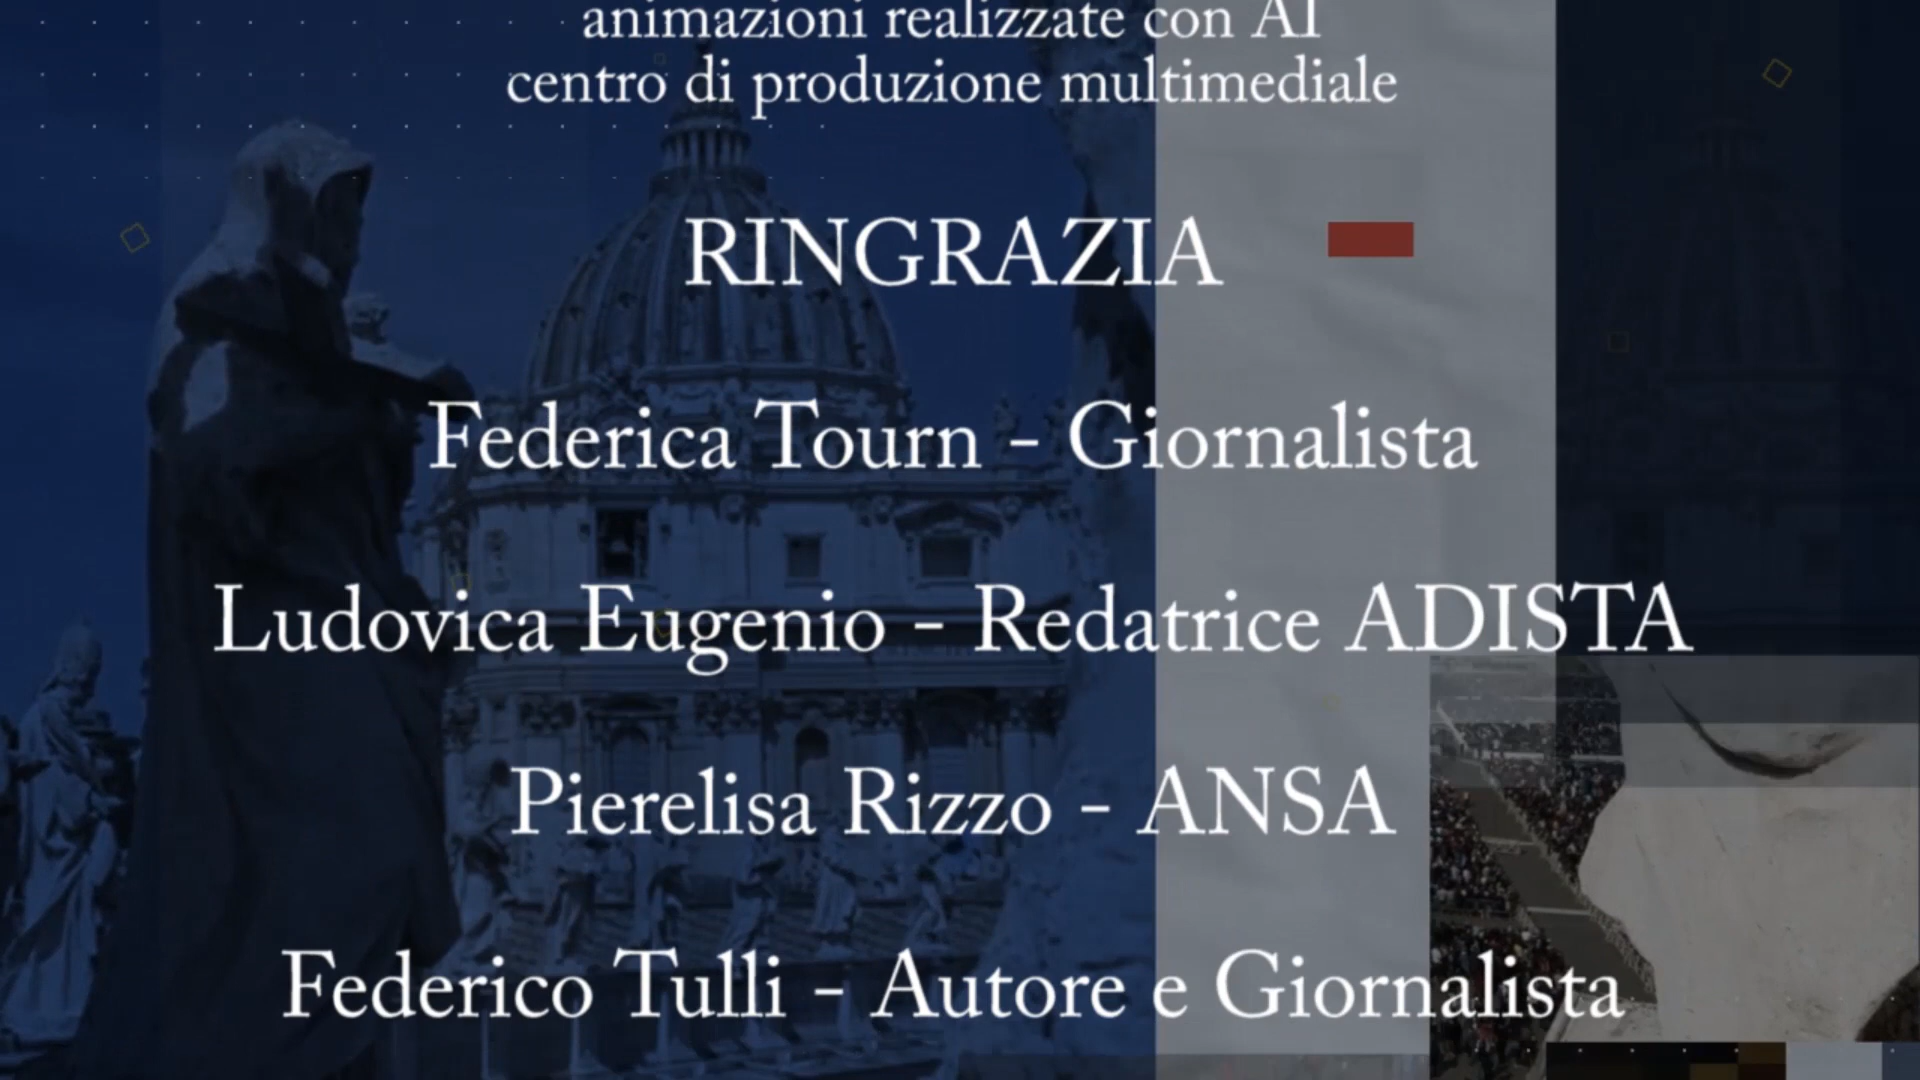 animazioni realizzate con AI
centro di produzione multimediale
RINGRAZIA
Federica Tourn - Giornalista
Ludovica Eugenio - Redatrice ADISTA
Pierelisa Rizzo - ANSA
Federico Tulli - Autore e Giornalista